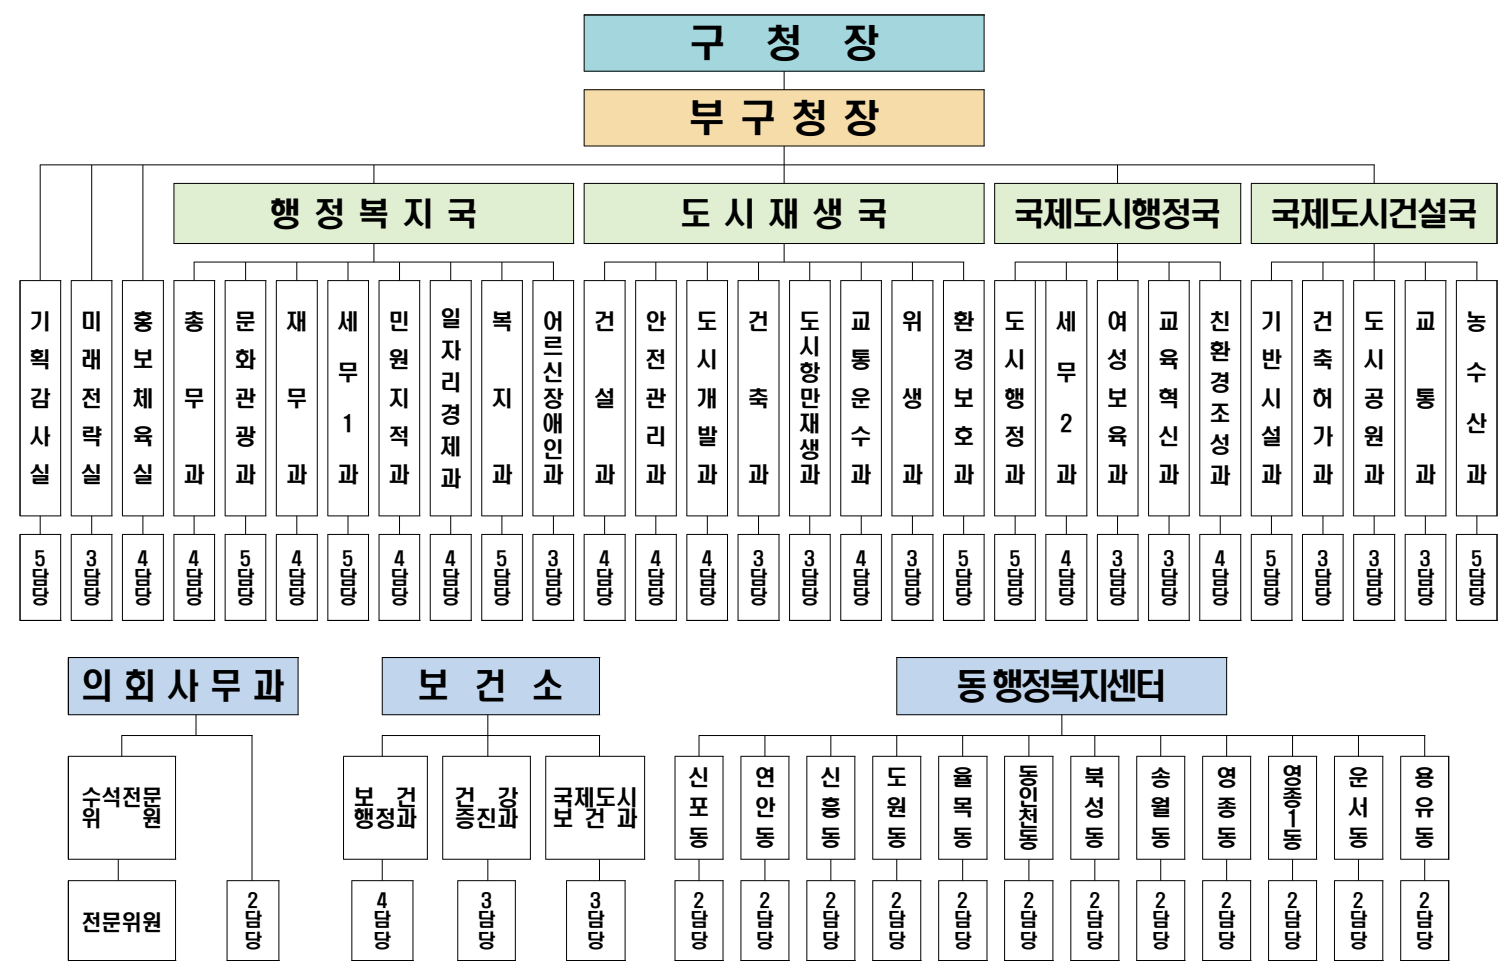 구 청 장
부 구 청 장
행 정 복 지 국
도 시 재 생 국
국제도시행정국
국제도시건설국
기획감사실
미래전략실
홍보체육실
총무과
문화관광과
재무과
세무1과
민원지적과
일자리경제과
복지과
어르신장애인과
건설과
안전관리과
도시개발과
건축과
도시항만재생과
교통운수과
위생과
환경보호과
도시행정과
세무2과
여성보육과
교육혁신과
친환경조성과
기반시설과
건축허가과
도시공원과
교통과
농수산과
5담당
3담당
4담당
4담당
5담당
4담당
5담당
4담당
4담당
5담당
3담당
4담당
4담당
4담당
3담당
3담당
4담당
3담당
5담당
5담당
4담당
3담당
3담당
4담당
5담당
3담당
3담당
3담당
5담당
의 회 사 무 과
보 건 소
동 행정복지센터
수석전문
위 원
보 건
행정과
건 강
증진과
국제도시
보 건 과
신포동
연안동
신흥동
도원동
율목동
동인천동
북성동
송월동
영종동
영종1동
운서동
용유동
전문위원
2담당
4담당
3담당
3담당
2담당
2담당
2담당
2담당
2담당
2담당
2담당
2담당
2담당
2담당
2담당
2담당